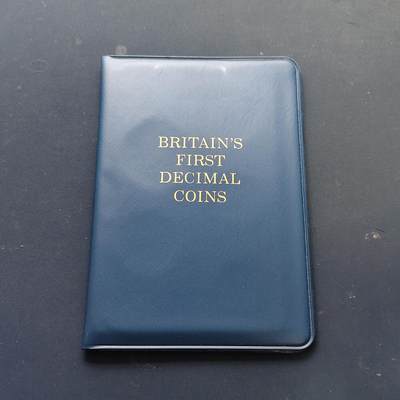 BRITAIN'S
FIRST
DECIMAL
COINS